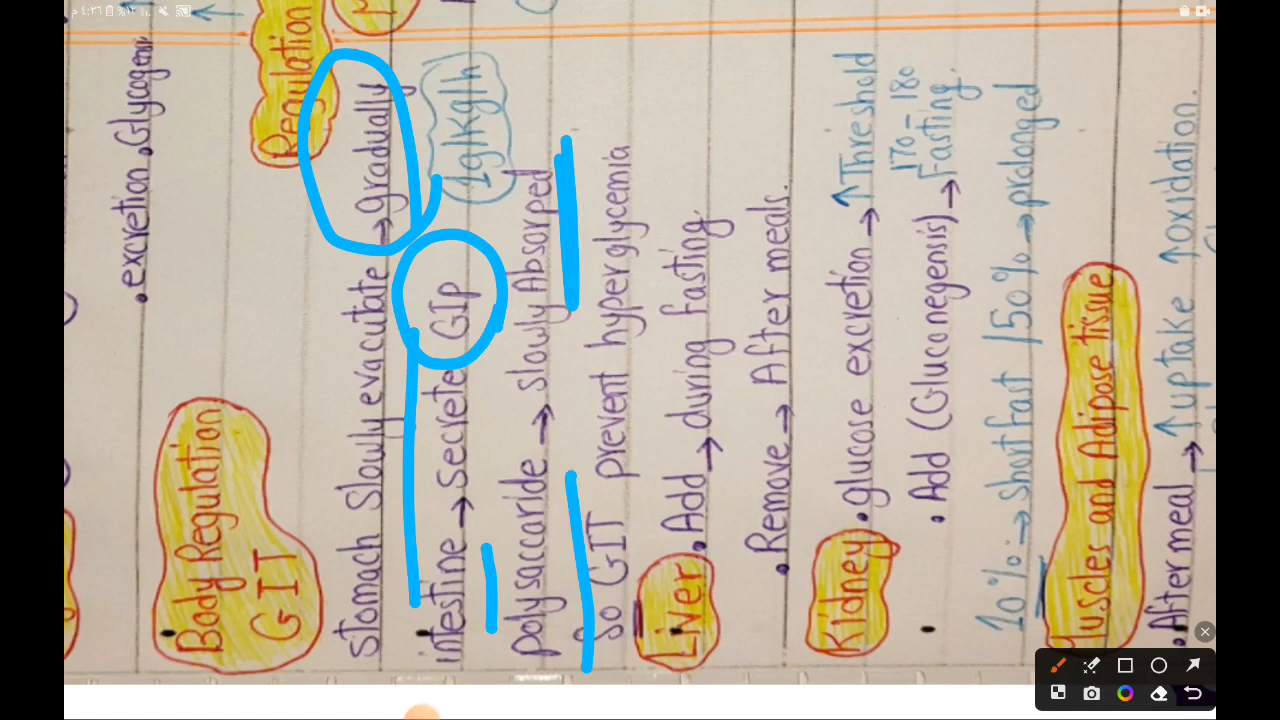 .excretion .Glycogens
Regulation
Body Regulation
GIT
Stomach Slowly evacutate → gradually
intestine → secrete GIP
1g/Kg/h
polysaccaride → slowly Absorped
So GIT prevent hyperglycemia
Liver .Add → during fasting.
.Remove → After meals.
Kidney .glucose excretion → ↑Threshold
170 - 180
.Add (Gluconegensis) → Fasting.
10% → short fast / 50% → prolonged
Muscles and Adipose tissue
.After meal → ↑uptake ↑oxidation.